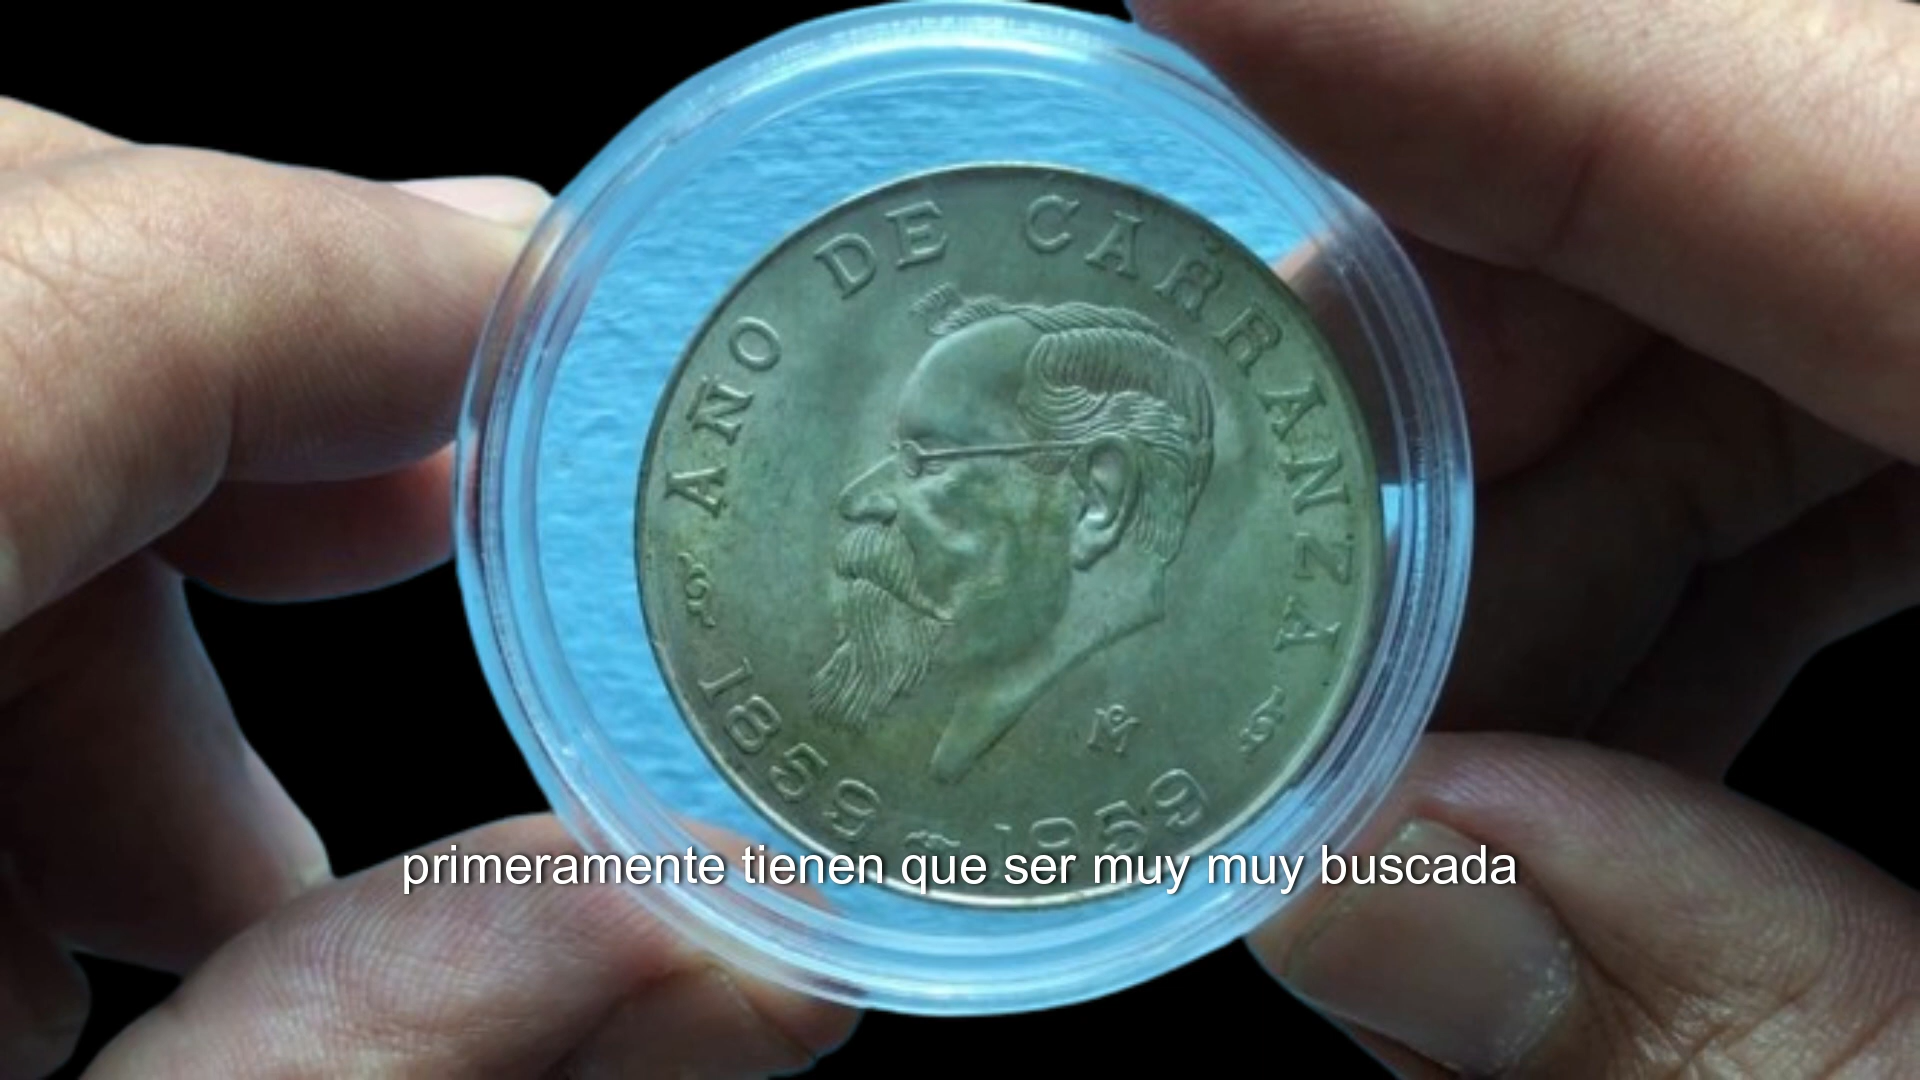 AÑO DE CARRANZA
1859 1959
M
primeramente tienen que ser muy muy buscada